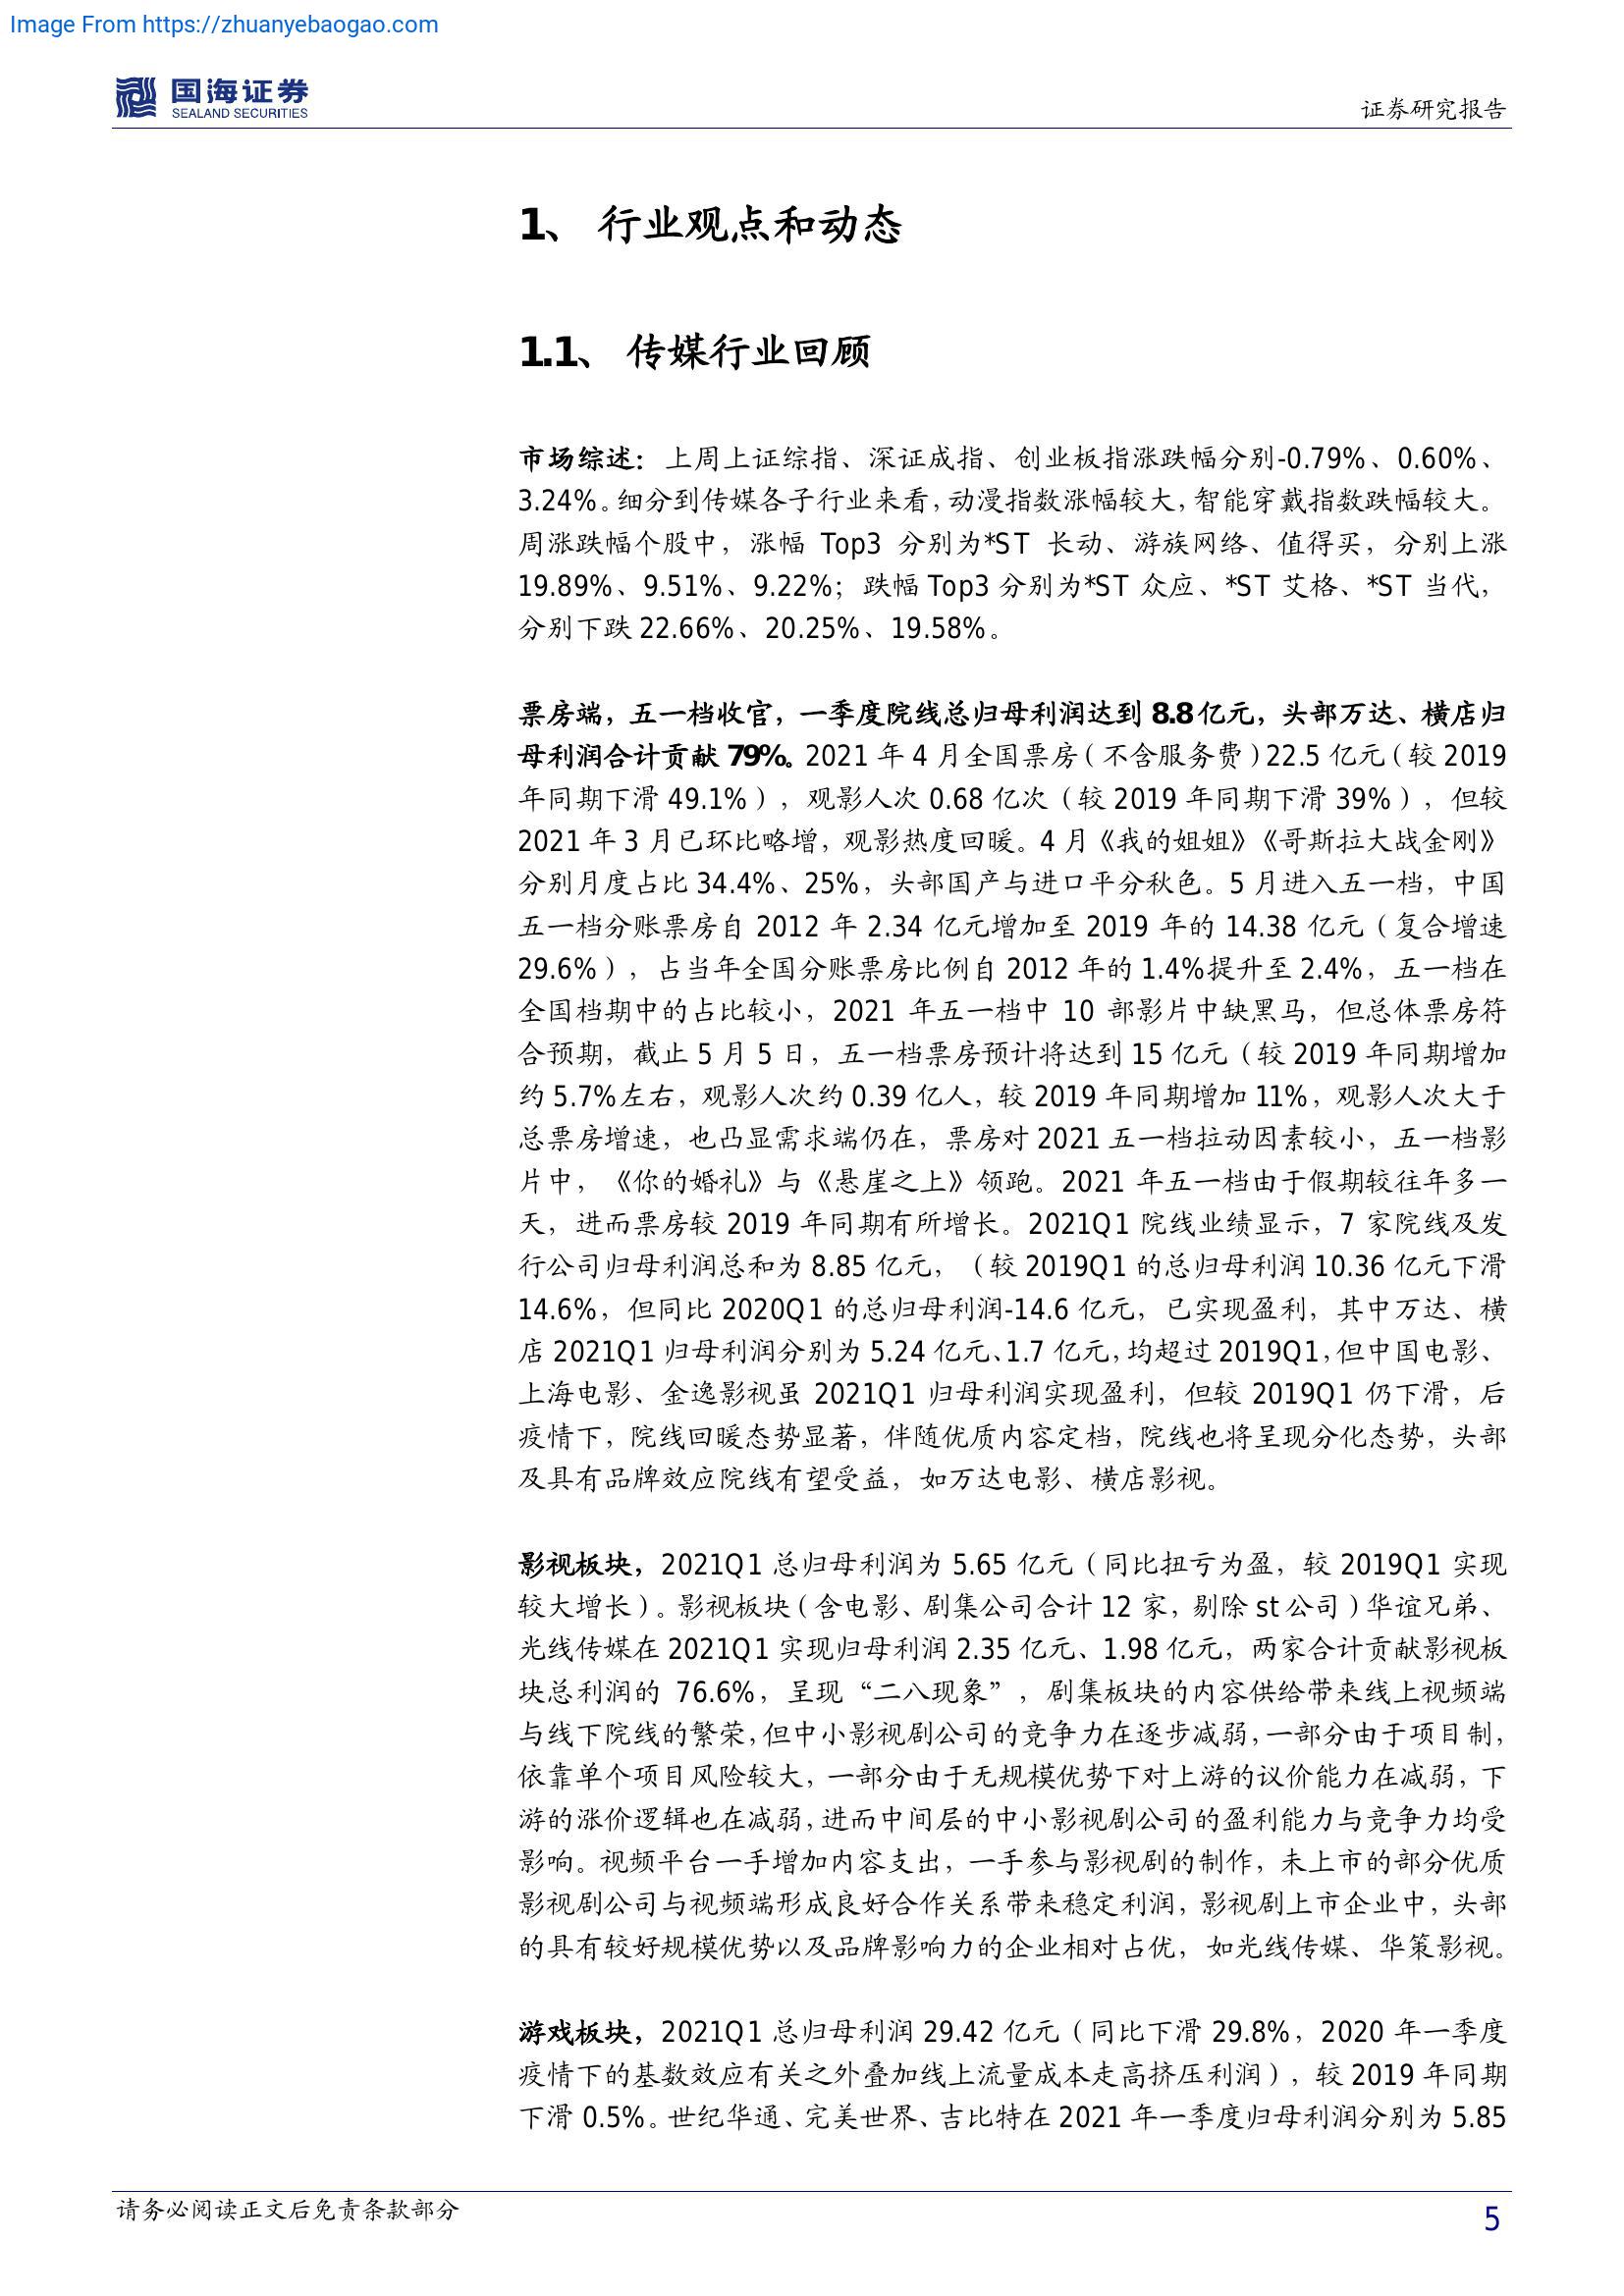 Image From https://zhuanyebaogao.com
国海证券
SEALAND SECURITIES
证券研究报告
1、 行业观点和动态
1.1、 传媒行业回顾
市场综述：上周上证综指、深证成指、创业板指涨跌幅分别-0.79%、0.60%、
3.24%。细分到传媒各子行业来看，动漫指数涨幅较大，智能穿戴指数跌幅较大。
周涨跌幅个股中，涨幅 Top3 分别为*ST 长动、游族网络、值得买，分别上涨
19.89%、9.51%、9.22%；跌幅 Top3 分别为*ST 众应、*ST 艾格、*ST 当代，
分别下跌 22.66%、20.25%、19.58%。
票房端，五一档收官，一季度院线总归母利润达到 8.8 亿元，头部万达、横店归
母利润合计贡献 79%。2021 年 4 月全国票房（不含服务费）22.5 亿元（较 2019
年同期下滑 49.1%），观影人次 0.68 亿次（较 2019 年同期下滑 39%），但较
2021 年 3 月已环比略增，观影热度回暖。4 月《我的姐姐》《哥斯拉大战金刚》
分别月度占比 34.4%、25%，头部国产与进口平分秋色。5 月进入五一档，中国
五一档分账票房自 2012 年 2.34 亿元增加至 2019 年的 14.38 亿元（复合增速
29.6%），占当年全国分账票房比例自 2012 年的 1.4%提升至 2.4%，五一档在
全国档期中的占比较小，2021 年五一档中 10 部影片中缺黑马，但总体票房符
合预期，截止 5 月 5 日，五一档票房预计将达到 15 亿元（较 2019 年同期增加
约 5.7%左右，观影人次约 0.39 亿人，较 2019 年同期增加 11%，观影人次大于
总票房增速，也凸显需求端仍在，票房对 2021 五一档拉动因素较小，五一档影
片中，《你的婚礼》与《悬崖之上》领跑。2021 年五一档由于假期较往年多一
天，进而票房较 2019 年同期有所增长。2021Q1 院线业绩显示，7 家院线及发
行公司归母利润总和为 8.85 亿元，（较 2019Q1 的总归母利润 10.36 亿元下滑
14.6%，但同比 2020Q1 的总归母利润-14.6 亿元，已实现盈利，其中万达、横
店 2021Q1 归母利润分别为 5.24 亿元、1.7 亿元，均超过 2019Q1，但中国电影、
上海电影、金逸影视虽 2021Q1 归母利润实现盈利，但较 2019Q1 仍下滑，后
疫情下，院线回暖态势显著，伴随优质内容定档，院线也将呈现分化态势，头部
及具有品牌效应院线有望受益，如万达电影、横店影视。
影视板块，2021Q1 总归母利润为 5.65 亿元（同比扭亏为盈，较 2019Q1 实现
较大增长）。影视板块（含电影、剧集公司合计 12 家，剔除 st 公司）华谊兄弟、
光线传媒在 2021Q1 实现归母利润 2.35 亿元、1.98 亿元，两家合计贡献影视板
块总利润的 76.6%，呈现“二八现象”，剧集板块的内容供给带来线上视频端
与线下院线的繁荣，但中小影视剧公司的竞争力在逐步减弱，一部分由于项目制，
依靠单个项目风险较大，一部分由于无规模优势下对上游的议价能力在减弱，下
游的涨价逻辑也在减弱，进而中间层的中小影视剧公司的盈利能力与竞争力均受
影响。视频平台一手增加内容支出，一手参与影视剧的制作，未上市的部分优质
影视剧公司与视频端形成良好合作关系带来稳定利润，影视剧上市企业中，头部
的具有较好规模优势以及品牌影响力的企业相对占优，如光线传媒、华策影视。
游戏板块，2021Q1 总归母利润 29.42 亿元（同比下滑 29.8%，2020 年一季度
疫情下的基数效应有关之外叠加线上流量成本走高挤压利润），较 2019 年同期
下滑 0.5%。世纪华通、完美世界、吉比特在 2021 年一季度归母利润分别为 5.85
请务必阅读正文后免责条款部分
5